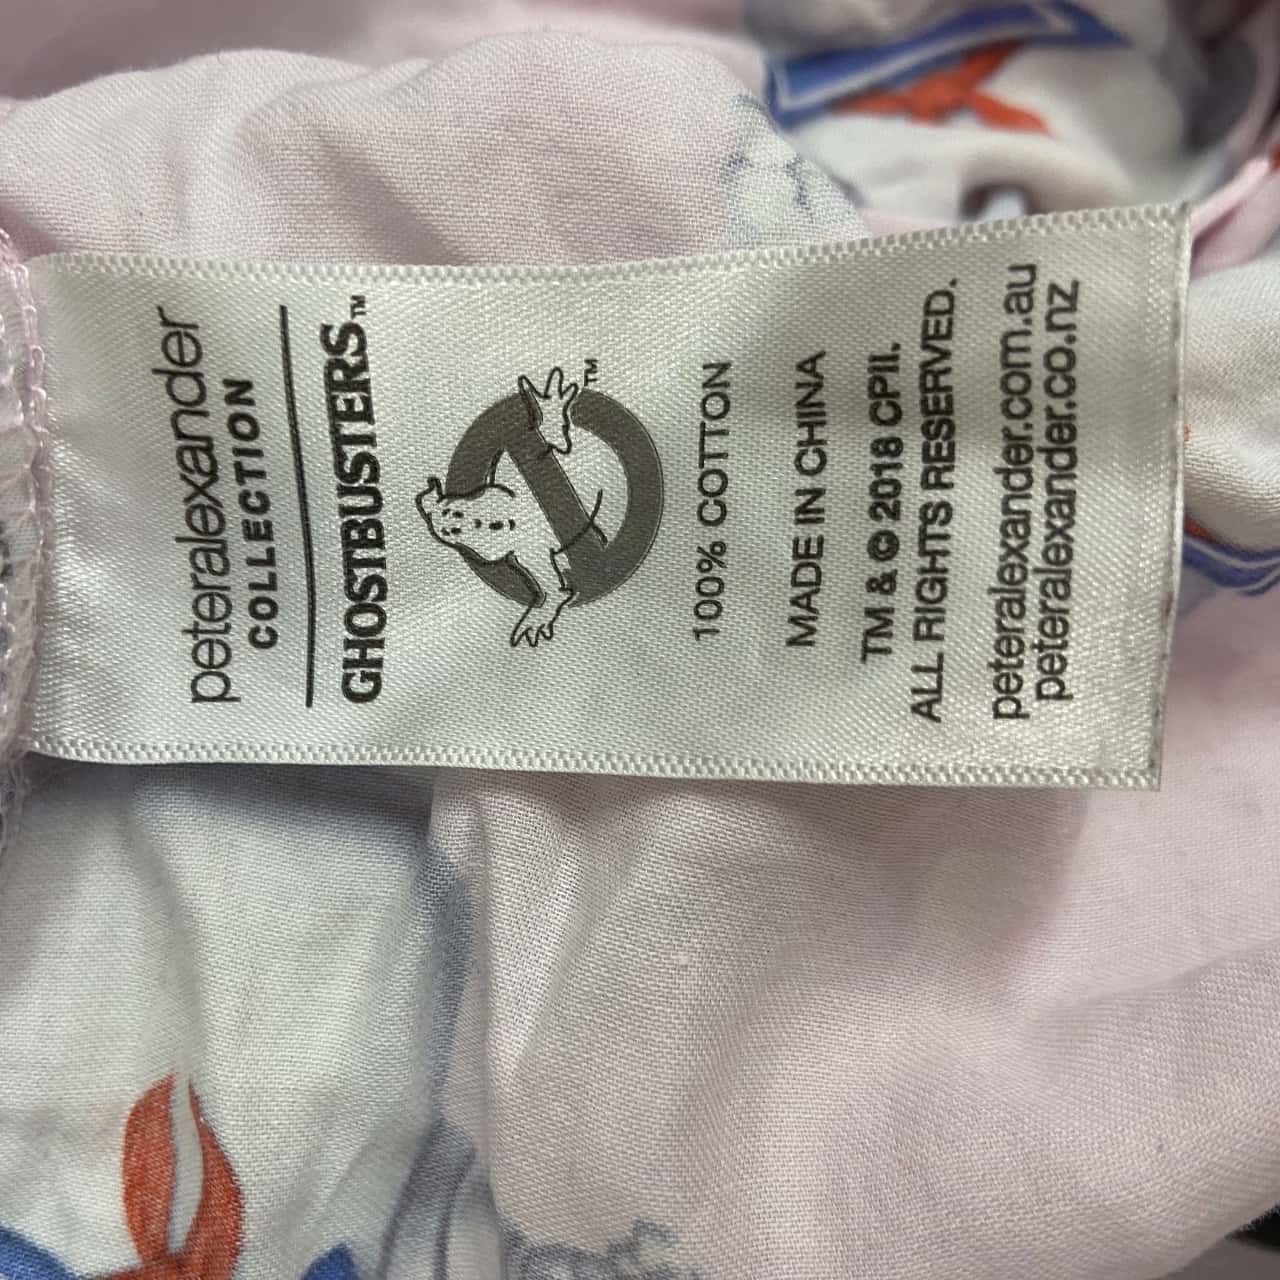 peteralexander
COLLECTION
GHOSTBUSTERS™
™
100% COTTON
MADE IN CHINA
TM & © 2018 CPII.
ALL RIGHTS RESERVED.
peteralexander.com.au
peteralexander.co.nz